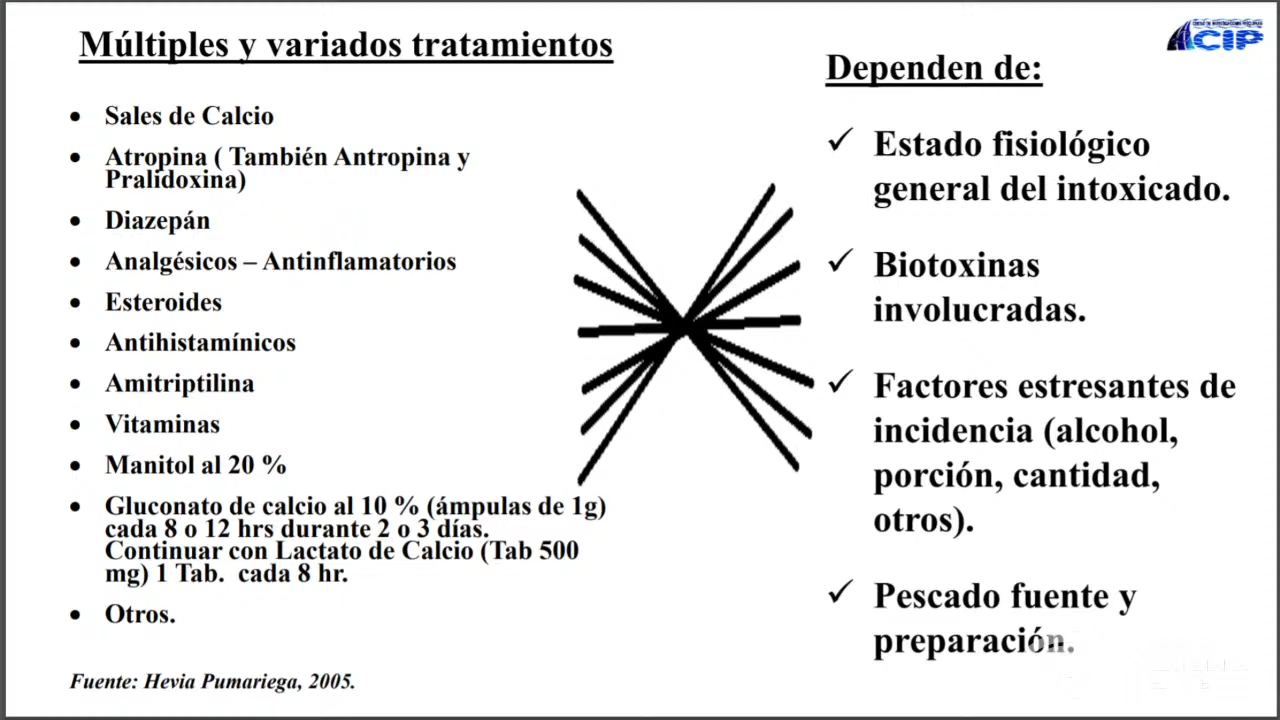 Múltiples y variados tratamientos
• Sales de Calcio
• Atropina ( También Antropina y
Pralidoxina)
• Diazepán
• Analgésicos – Antinflamatorios
• Esteroides
• Antihistamínicos
• Amitriptilina
• Vitaminas
• Manitol al 20 %
• Gluconato de calcio al 10 % (ámpulas de 1g)
cada 8 o 12 hrs durante 2 o 3 días.
Continuar con Lactato de Calcio (Tab 500
mg) 1 Tab. cada 8 hr.
• Otros.
Fuente: Hevia Pumariega, 2005.
CIP
Dependen de:
✓ Estado fisiológico
general del intoxicado.
✓ Biotoxinas
involucradas.
✓ Factores estresantes de
incidencia (alcohol,
porción, cantidad,
otros).
✓ Pescado fuente y
preparación.